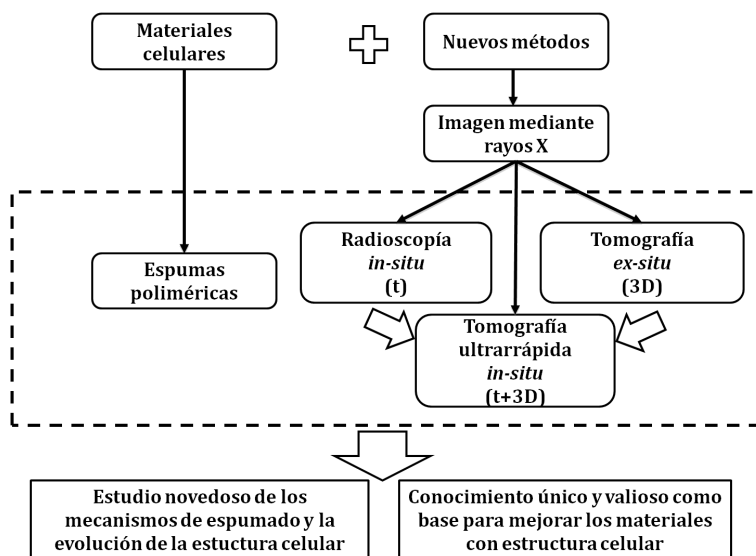 Materiales
celulares
Nuevos métodos
Imagen mediante
rayos X
Espumas
poliméricas
Radioscopía
in-situ
(t)
Tomografía
ex-situ
(3D)
Tomografía
ultrarrápida
in-situ
(t+3D)
Estudio novedoso de los
mecanismos de espumado y la
evolución de la estuctura celular
Conocimiento único y valioso como
base para mejorar los materiales
con estructura celular